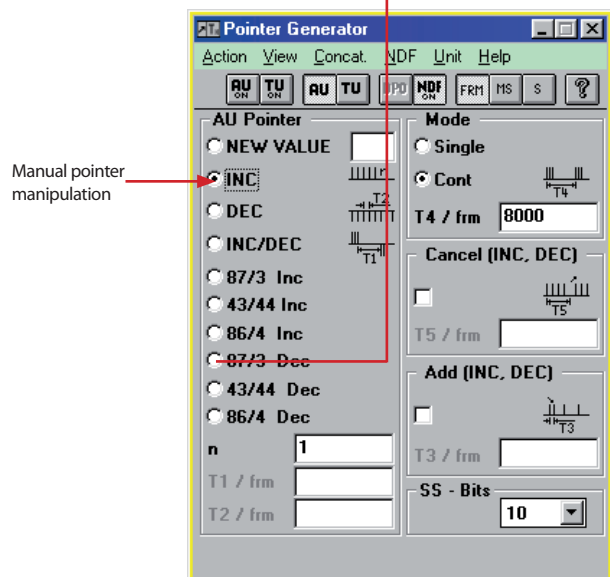 Pointer Generator
Action View Concat. NDF Unit Help
AU ON TU ON AU TU DPO NDF ON FRM MS S ?
AU Pointer
NEW VALUE
INC
n
DEC
T2
INC/DEC
T1
87/3 Inc
43/44 Inc
86/4 Inc
87/3 Dec
43/44 Dec
86/4 Dec
n 1
T1 / frm
T2 / frm
Mode
Single
Cont
T4
T4 / frm 8000
Cancel (INC, DEC)
T5
T5 / frm
Add (INC, DEC)
T3
T3 / frm
SS - Bits
10
Manual pointer
manipulation